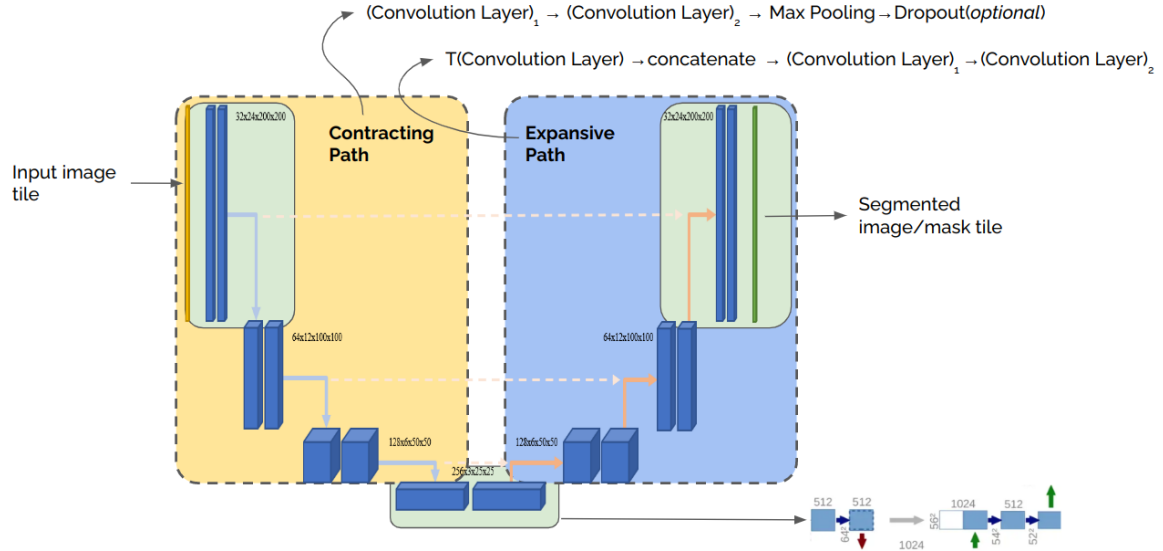 (Convolution Layer)₁ → (Convolution Layer)₂ → Max Pooling→Dropout(optional)
T(Convolution Layer) →concatenate → (Convolution Layer)₁→(Convolution Layer)₂
32x24x200x200
32x24x200x200
Contracting
Path
Expansive
Path
Input image
tile
Segmented
image/mask tile
64x12x100x100
64x12x100x100
128x6x50x50
128x6x50x50
256x3x25x25
512 512
64²
1024
1024 512
56²
54²
52²